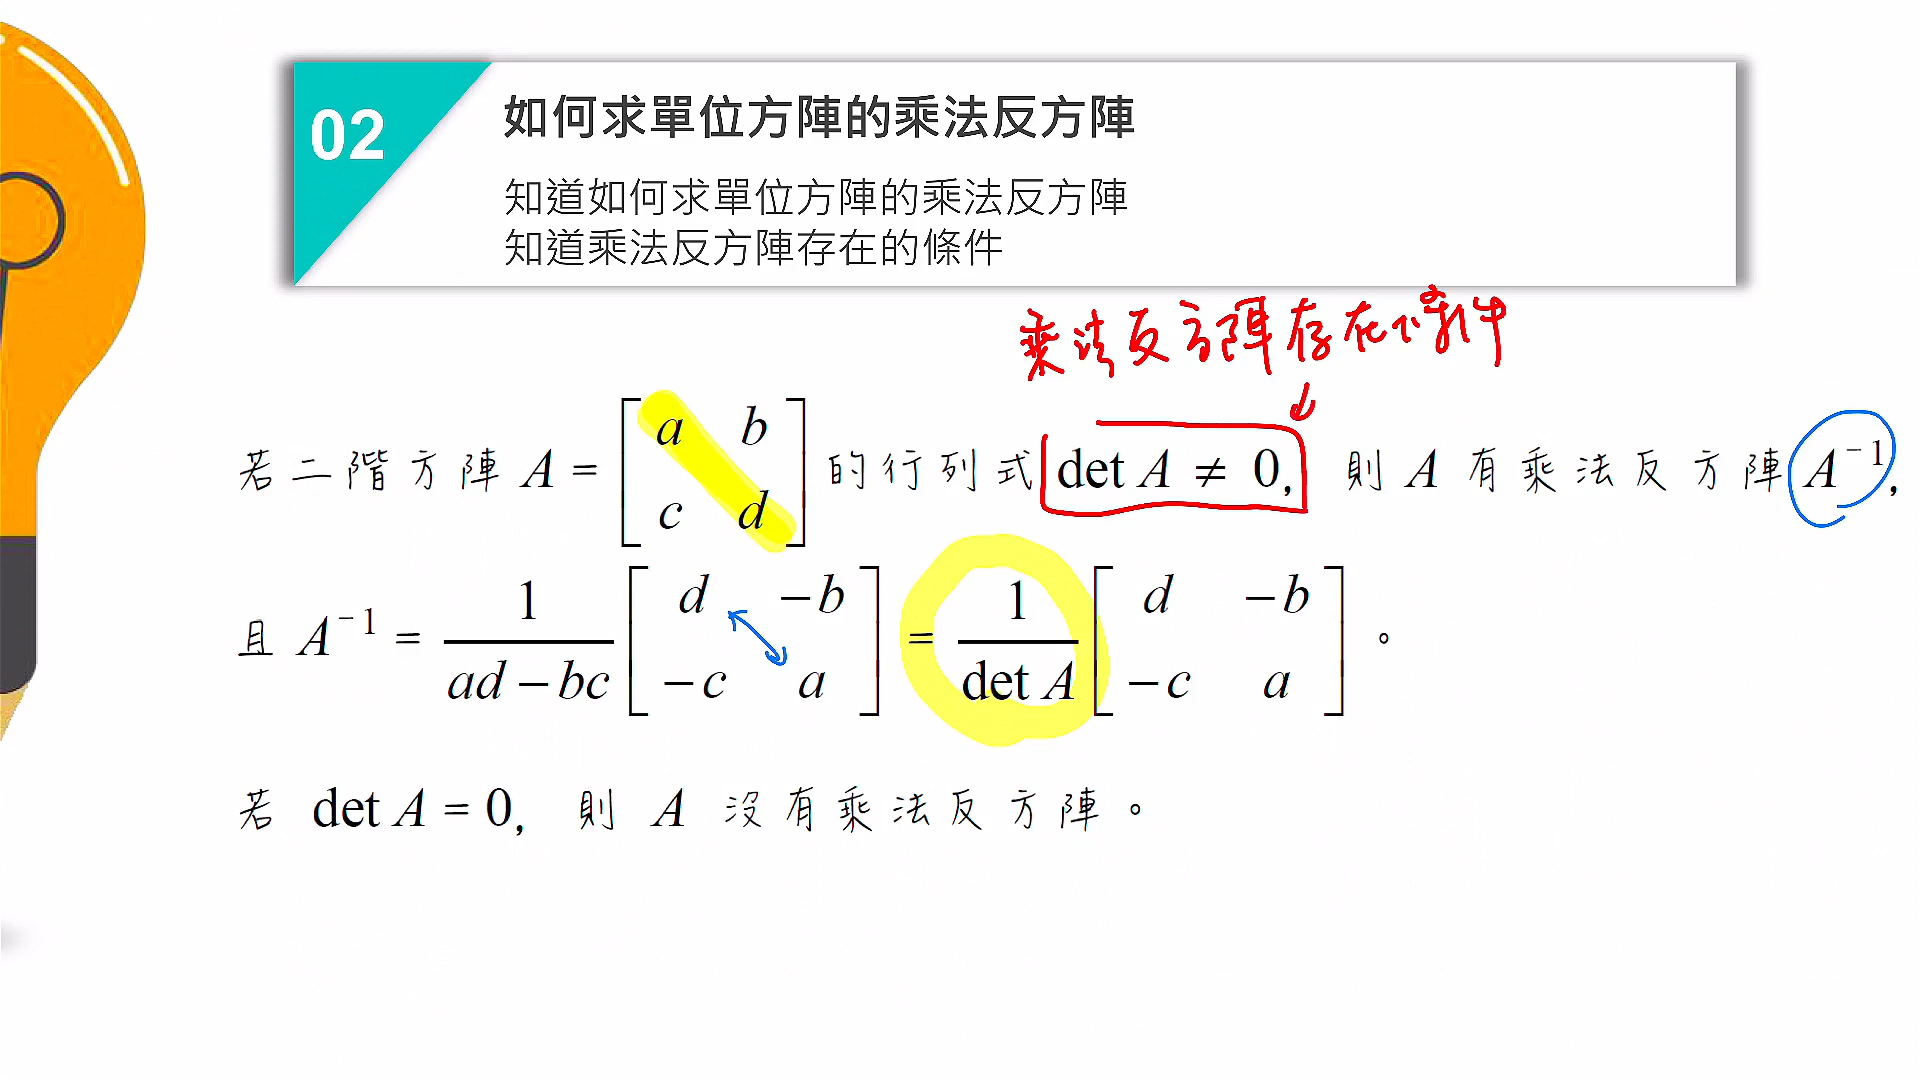 02
如何求單位方陣的乘法反方陣
知道如何求單位方陣的乘法反方陣
知道乘法反方陣存在的條件
乘法反方陣存在條件
若二階方陣 A = [a b; c d] 的行列式 det A ≠ 0, 則 A 有乘法反方陣 A⁻¹,
且 A⁻¹ = 1/(ad − bc) [d −b; −c a] = 1/(det A) [d −b; −c a]。
若 det A = 0, 則 A 沒有乘法反方陣。